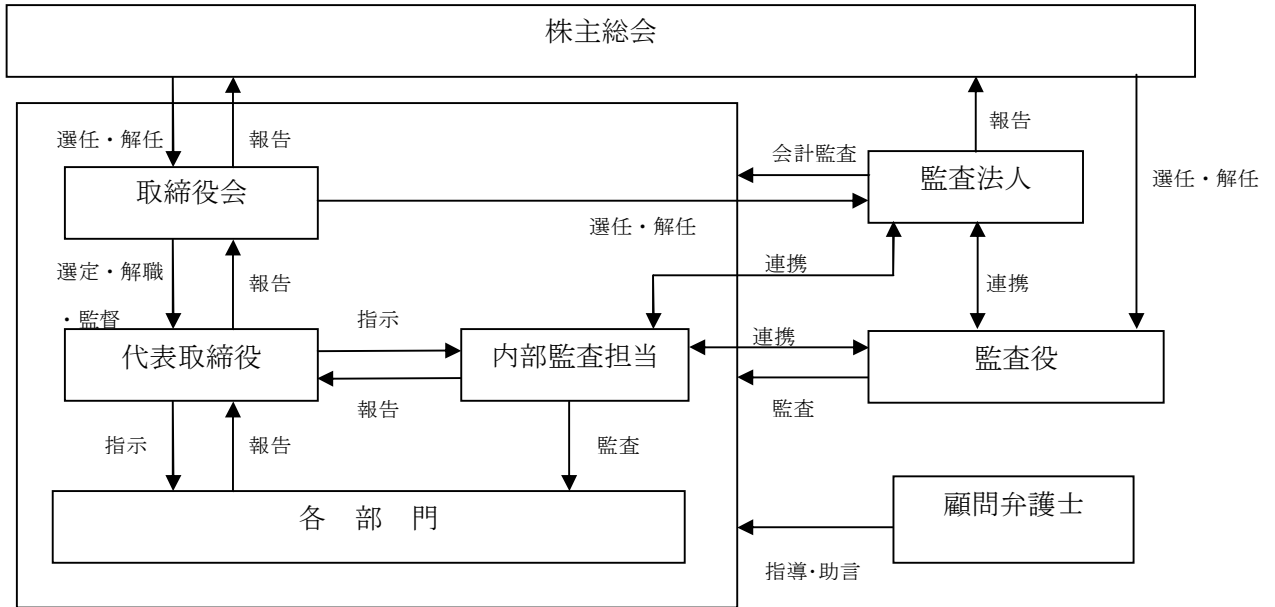 株主総会
選任・解任
報告
報告
会計監査
取締役会
監査法人
選任・解任
選任・解任
選定・解職
・監督
報告
連携
連携
指示
代表取締役
内部監査担当
連携
監査役
報告
監査
指示
報告
監査
各 部 門
顧問弁護士
指導・助言